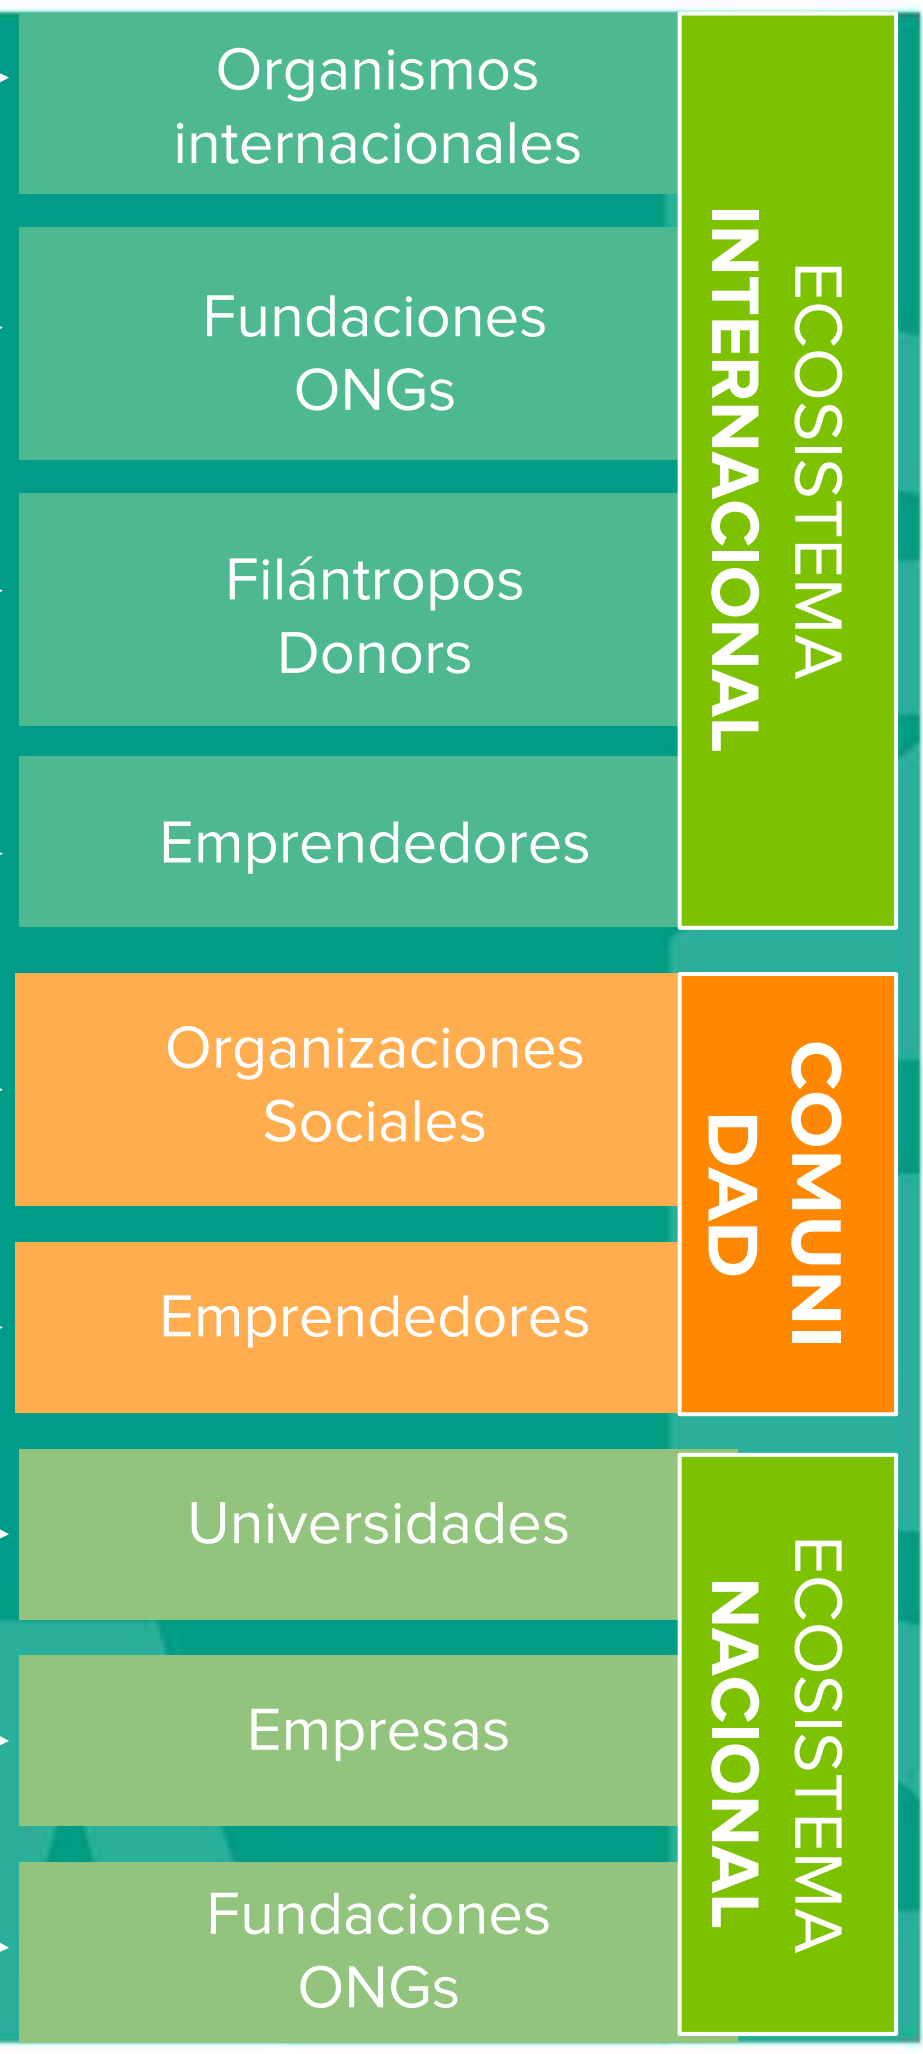 Organismos
internacionales
Fundaciones
ONGs
Filántropos
Donors
Emprendedores
ECOSISTEMA
INTERNACIONAL
Organizaciones
Sociales
Emprendedores
COMUNI
DAD
Universidades
Empresas
Fundaciones
ONGs
ECOSISTEMA
NACIONAL